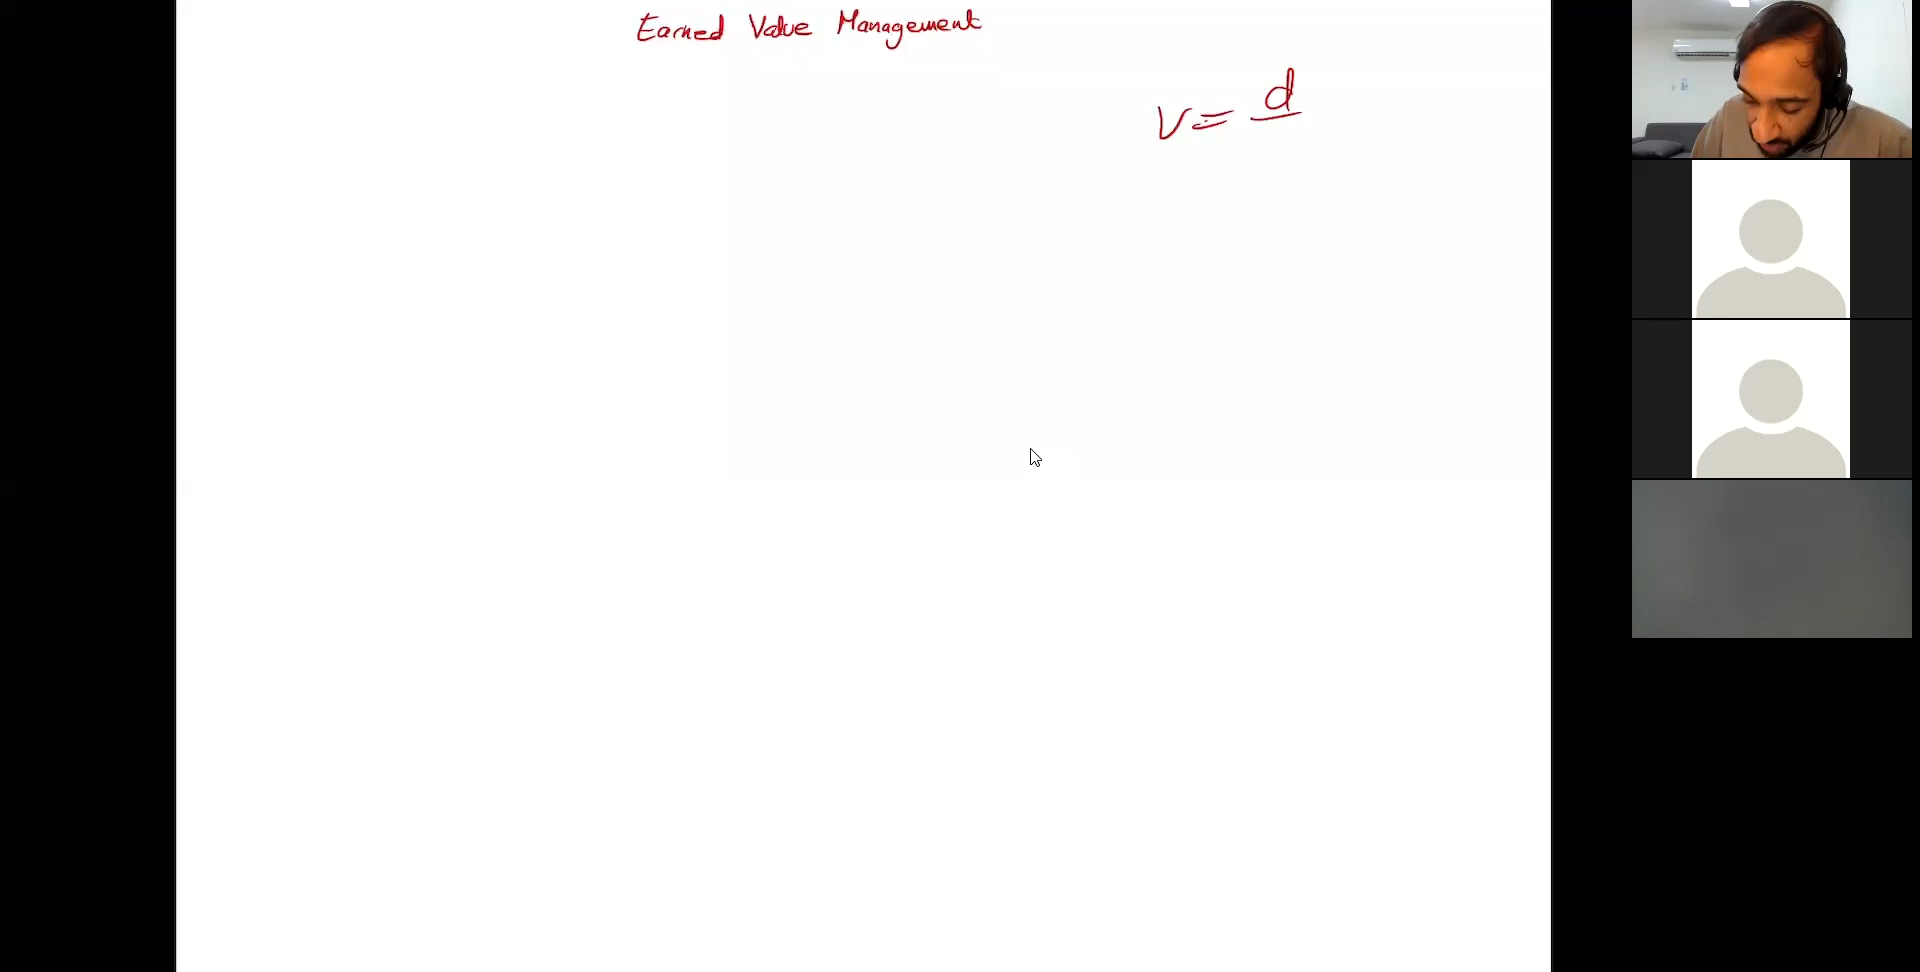 Earned Value Management
V = d